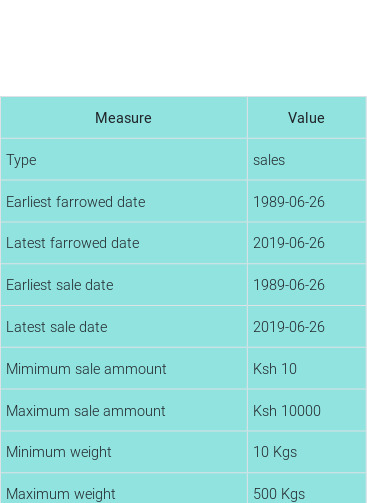 Measure Value
Type sales
Earliest farrowed date 1989-06-26
Latest farrowed date 2019-06-26
Earliest sale date 1989-06-26
Latest sale date 2019-06-26
Mimimum sale ammount Ksh 10
Maximum sale ammount Ksh 10000
Minimum weight 10 Kgs
Maximum weight 500 Kgs